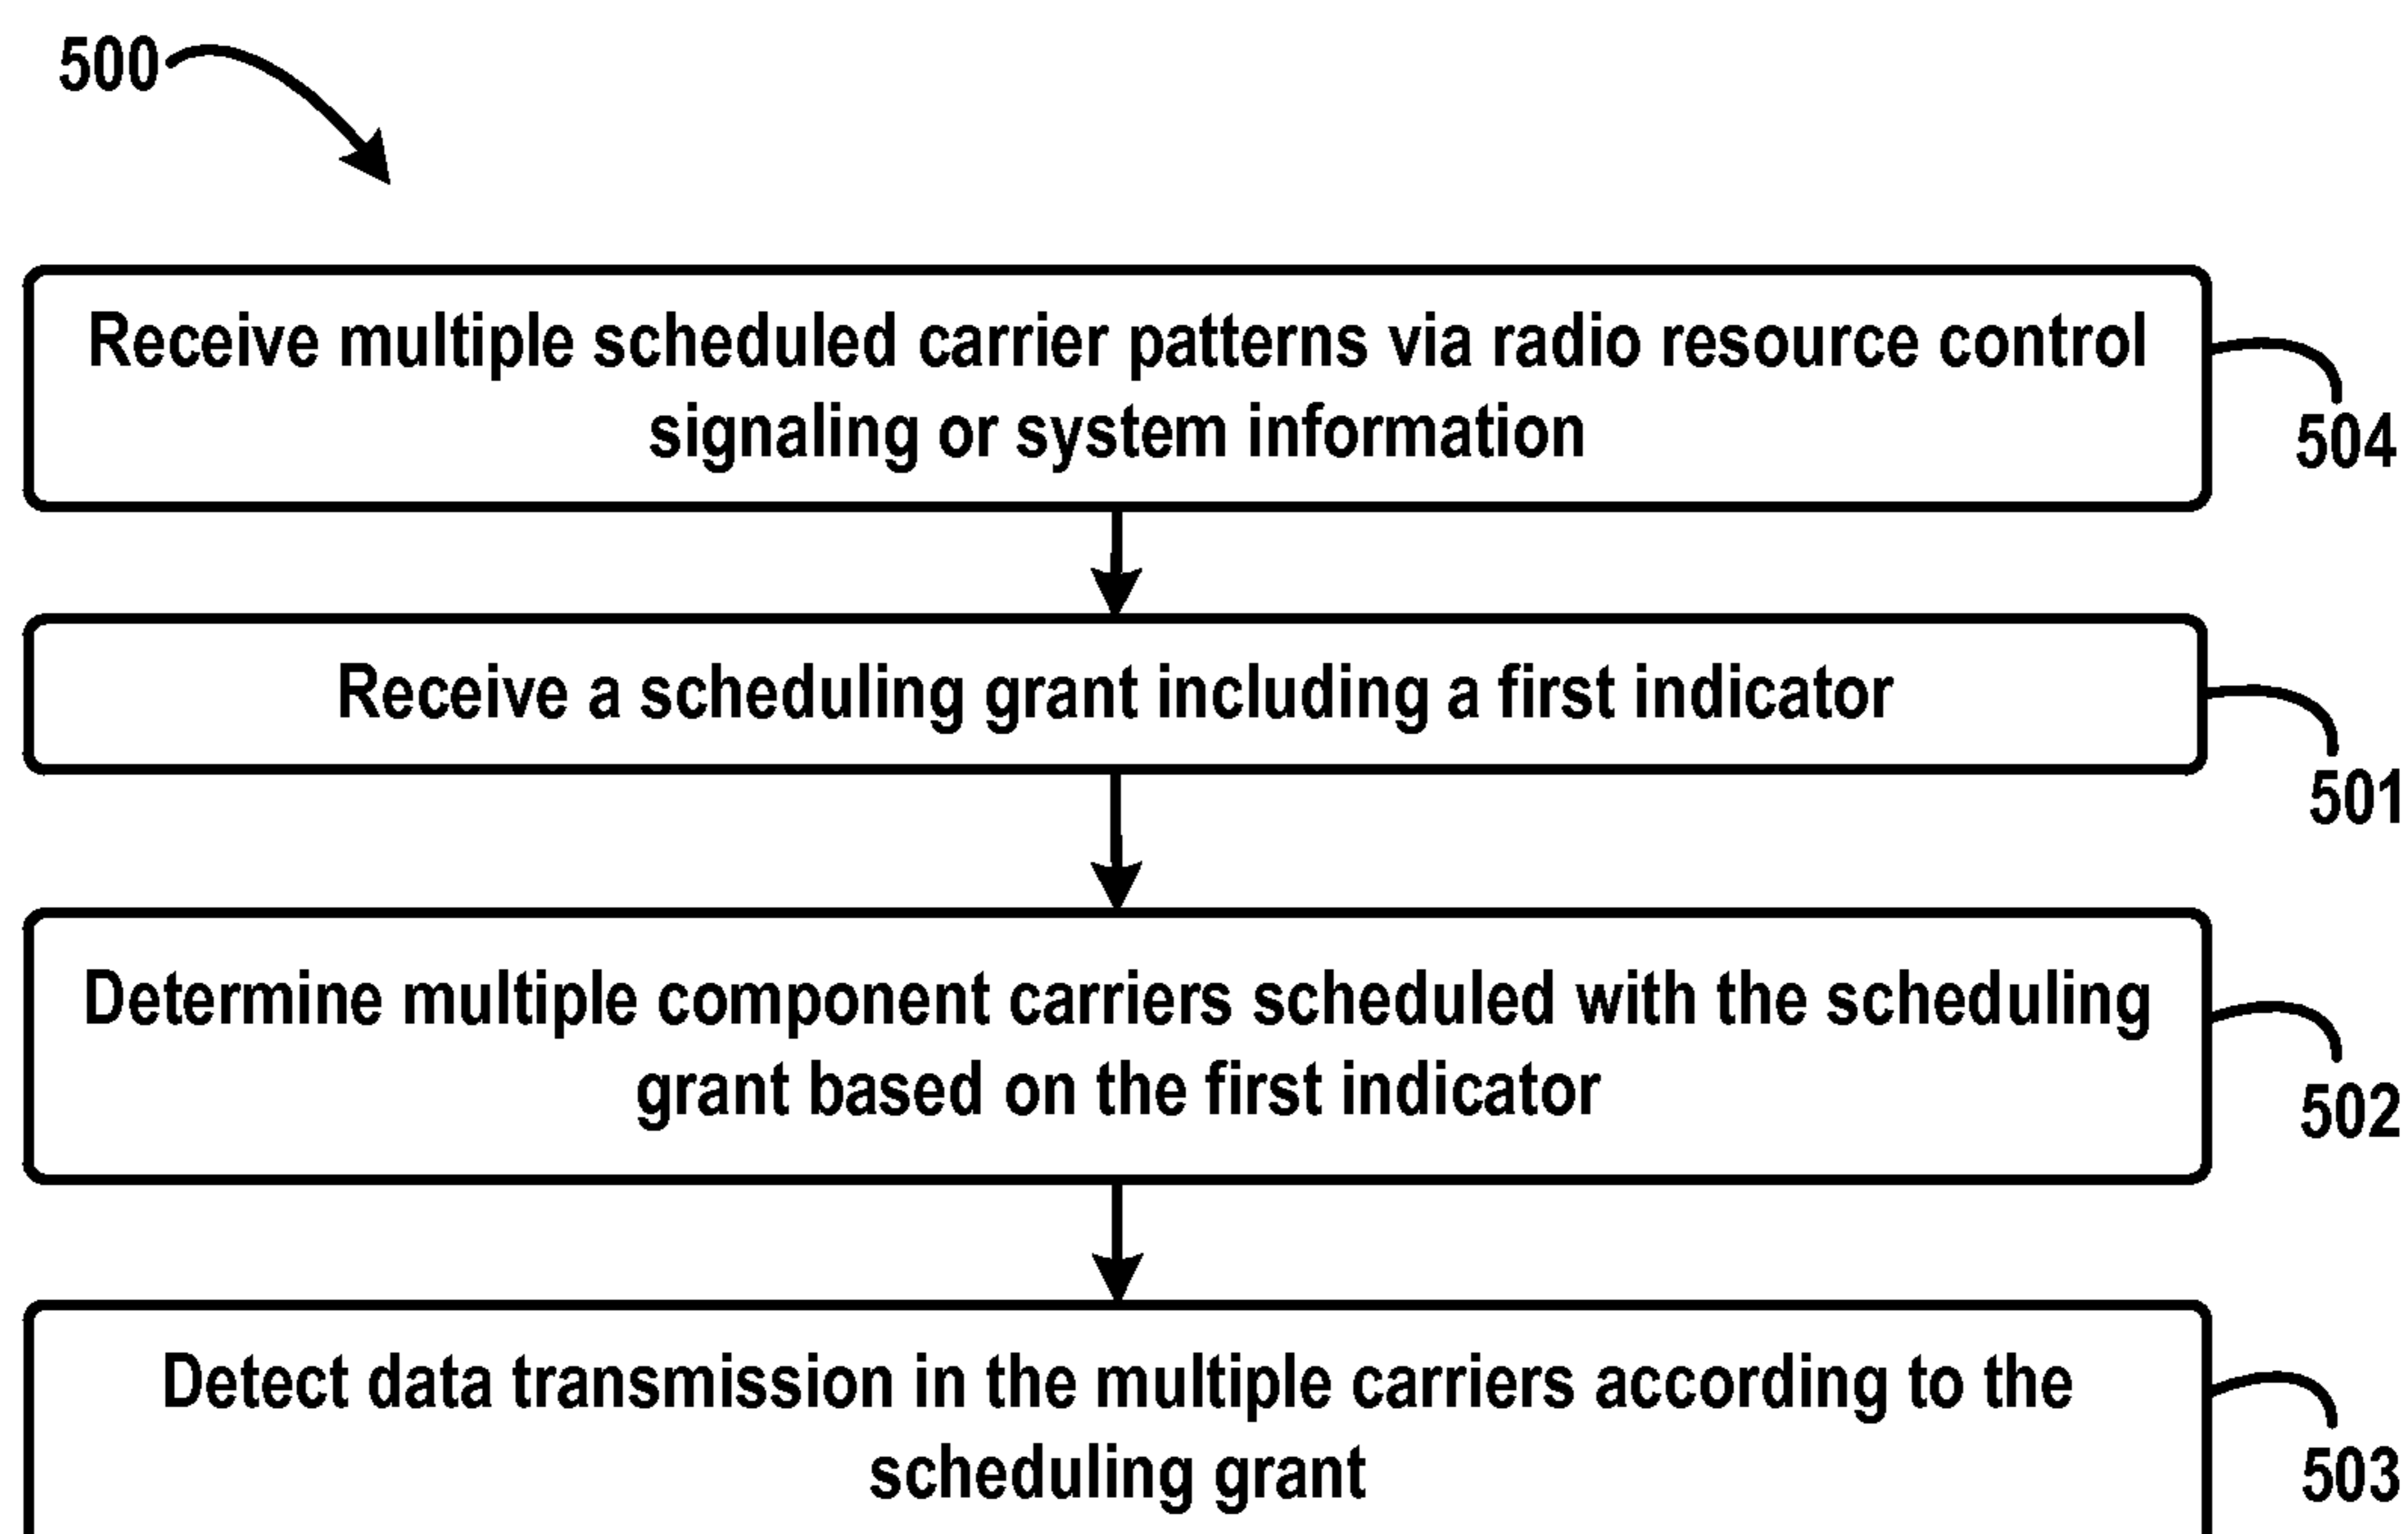 500
Receive multiple scheduled carrier patterns via radio resource control
signaling or system information
504
Receive a scheduling grant including a first indicator
501
Determine multiple component carriers scheduled with the scheduling
grant based on the first indicator
502
Detect data transmission in the multiple carriers according to the
scheduling grant
503